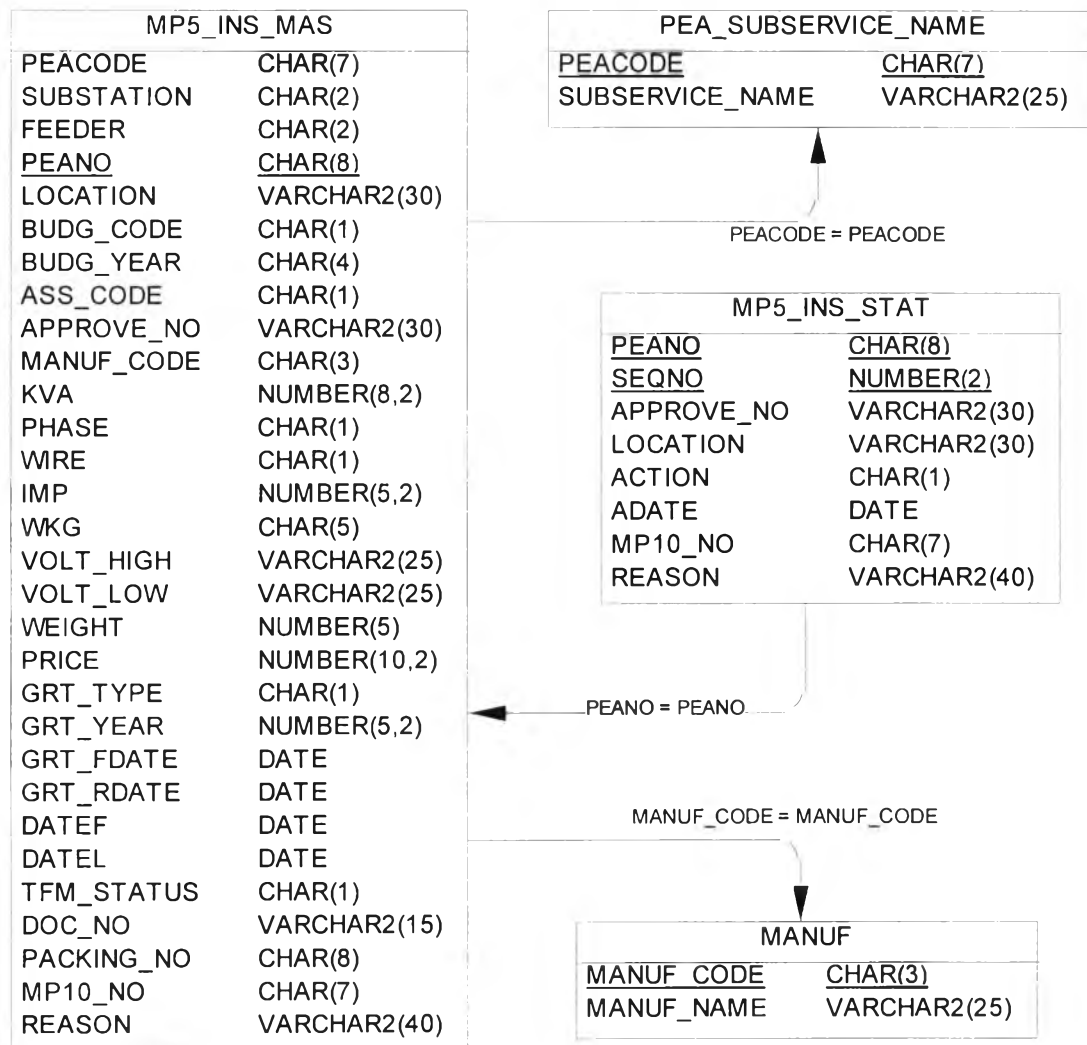 MP5_INS_MAS
PEACODE CHAR(7)
SUBSTATION CHAR(2)
FEEDER CHAR(2)
PEANO CHAR(8)
LOCATION VARCHAR2(30)
BUDG_CODE CHAR(1)
BUDG_YEAR CHAR(4)
ASS_CODE CHAR(1)
APPROVE_NO VARCHAR2(30)
MANUF_CODE CHAR(3)
KVA NUMBER(8,2)
PHASE CHAR(1)
WIRE CHAR(1)
IMP NUMBER(5,2)
WKG CHAR(5)
VOLT_HIGH VARCHAR2(25)
VOLT_LOW VARCHAR2(25)
WEIGHT NUMBER(5)
PRICE NUMBER(10,2)
GRT_TYPE CHAR(1)
GRT_YEAR NUMBER(5,2)
GRT_FDATE DATE
GRT_RDATE DATE
DATEF DATE
DATEL DATE
TFM_STATUS CHAR(1)
DOC_NO VARCHAR2(15)
PACKING_NO CHAR(8)
MP10_NO CHAR(7)
REASON VARCHAR2(40)
PEA_SUBSERVICE_NAME
PEACODE CHAR(7)
SUBSERVICE_NAME VARCHAR2(25)
PEACODE = PEACODE
MP5_INS_STAT
PEANO CHAR(8)
SEQNO NUMBER(2)
APPROVE_NO VARCHAR2(30)
LOCATION VARCHAR2(30)
ACTION CHAR(1)
ADATE DATE
MP10_NO CHAR(7)
REASON VARCHAR2(40)
PEANO = PEANO
MANUF_CODE = MANUF_CODE
MANUF
MANUF_CODE CHAR(3)
MANUF_NAME VARCHAR2(25)